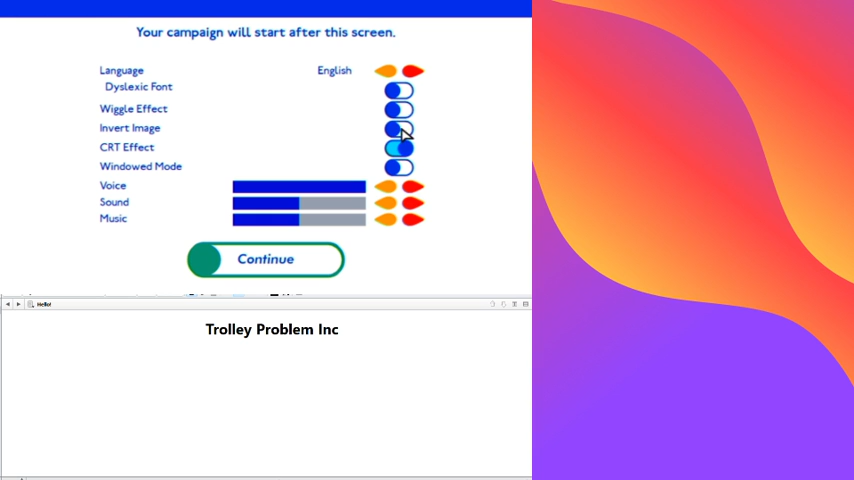 Your campaign will start after this screen.
Language English
Dyslexic Font
Wiggle Effect
Invert Image
CRT Effect
Windowed Mode
Voice
Sound
Music
Continue
Hello!
Trolley Problem Inc